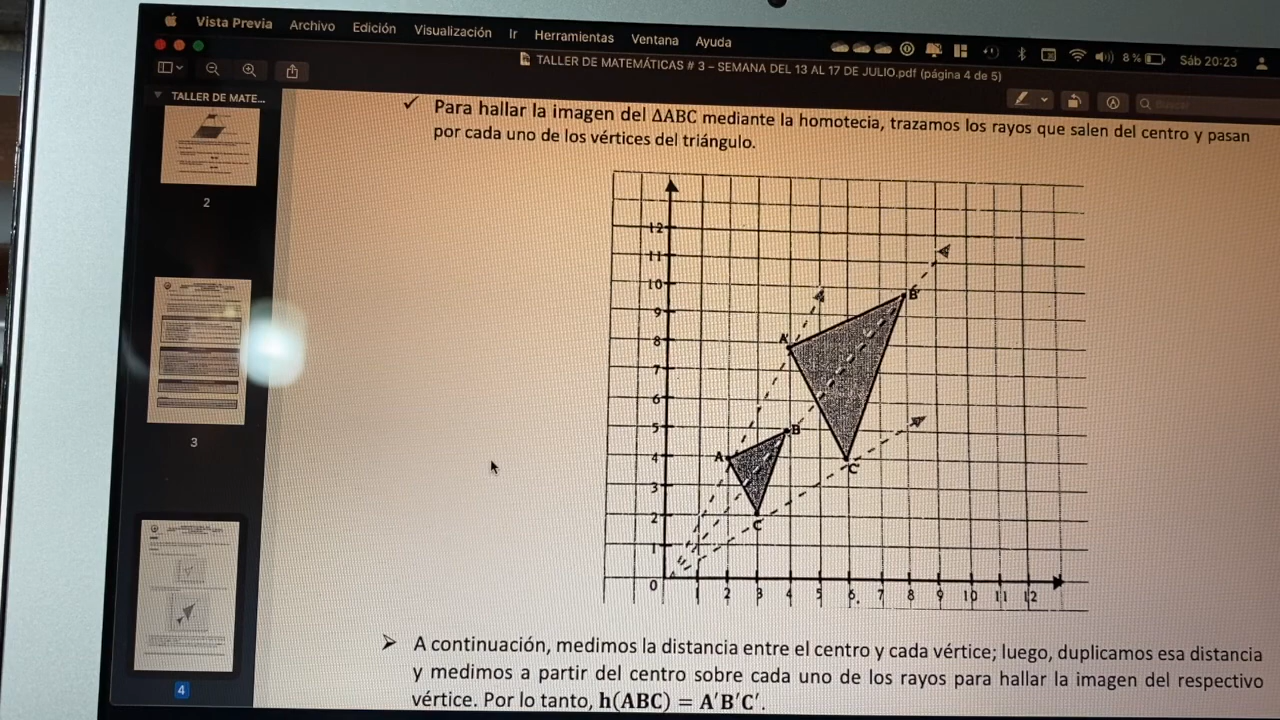 Vista Previa Archivo Edición Visualización Ir Herramientas Ventana Ayuda 8 % Sáb 20:23
TALLER DE MATEMÁTICAS # 3 – SEMANA DEL 13 AL 17 DE JULIO.pdf (página 4 de 5)
TALLER DE MATE...
Buscar
2
3
4
✓ Para hallar la imagen del ΔABC mediante la homotecia, trazamos los rayos que salen del centro y pasan
por cada uno de los vértices del triángulo.
12
11
10
9
8
7
6
5
4
3
2
1
0
A' B'
A B
C'
C
1 2 3 4 5 6. 7 8 9 10 11 12
➢ A continuación, medimos la distancia entre el centro y cada vértice; luego, duplicamos esa distancia
y medimos a partir del centro sobre cada uno de los rayos para hallar la imagen del respectivo
vértice. Por lo tanto, h(ABC) = A′B′C′.